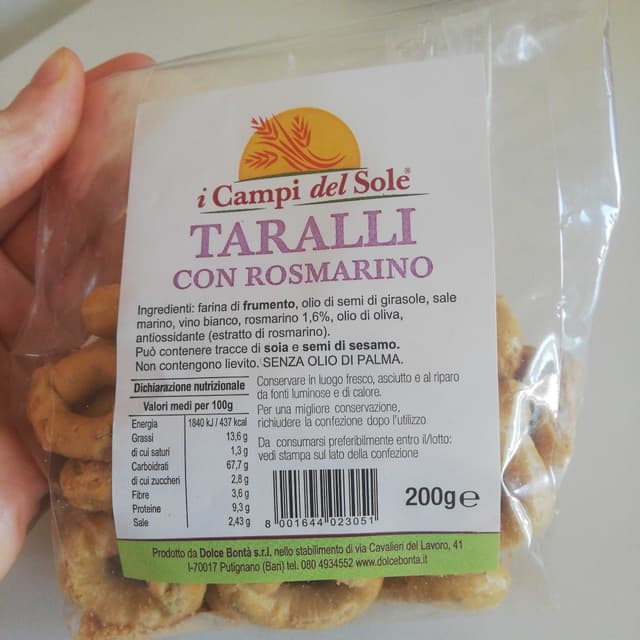 i Campi del Sole®
TARALLI
CON ROSMARINO
Ingredienti: farina di frumento, olio di semi di girasole, sale
marino, vino bianco, rosmarino 1,6%, olio di oliva,
antiossidante (estratto di rosmarino).
Può contenere tracce di soia e semi di sesamo.
Non contengono lievito. SENZA OLIO DI PALMA.
Dichiarazione nutrizionale
Valori medi per 100g
Energia 1840 kJ / 437 kcal
Grassi 13,6 g
di cui saturi 1,3 g
Carboidrati 67,7 g
di cui zuccheri 2,8 g
Fibre 3,6 g
Proteine 9,3 g
Sale 2,43 g
Conservare in luogo fresco, asciutto e al riparo
da fonti luminose e di calore.
Per una migliore conservazione,
richiudere la confezione dopo l'utilizzo
Da consumarsi preferibilmente entro il/lotto:
vedi stampa sul lato della confezione
8 001644 023051
200g e
Prodotto da Dolce Bontà s.r.l. nello stabilimento di via Cavalieri del Lavoro, 41
I-70017 Putignano (Bari) tel. 080 4934552 www.dolcebonta.it